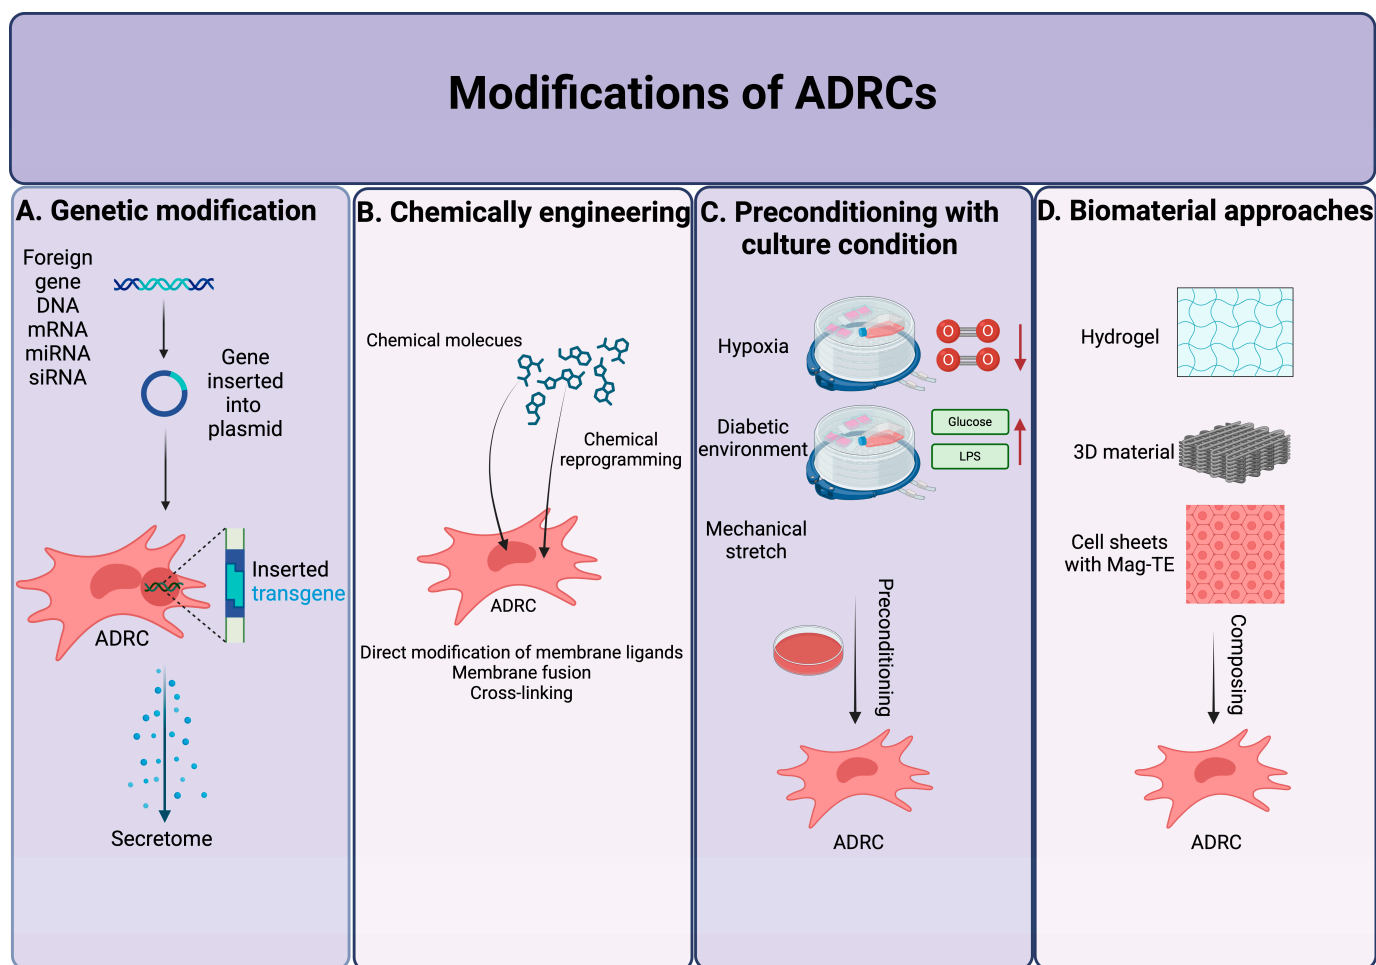 Modifications of ADRCs
A. Genetic modification
Foreign
gene
DNA
mRNA
miRNA
siRNA
Gene
inserted
into
plasmid
Inserted
transgene
ADRC
Secretome
B. Chemically engineering
Chemical molecues
Chemical
reprogramming
ADRC
Direct modification of membrane ligands
Membrane fusion
Cross-linking
C. Preconditioning with
culture condition
Hypoxia
O O
O O
Diabetic
environment
Glucose
LPS
Mechanical
stretch
Preconditioning
ADRC
D. Biomaterial approaches
Hydrogel
3D material
Cell sheets
with Mag-TE
Composing
ADRC